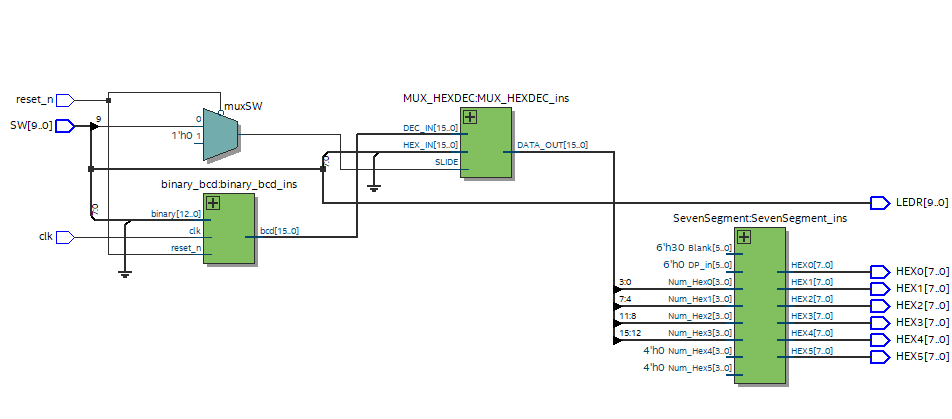 reset_n
SW[9..0]
9
muxSW
0
1'h0 1
MUX_HEXDEC:MUX_HEXDEC_ins
DEC_IN[15..0]
HEX_IN[15..0]
SLIDE
DATA_OUT[15..0]
7:0
binary_bcd:binary_bcd_ins
7:0
binary[12..0]
clk
clk
reset_n
bcd[15..0]
LEDR[9..0]
SevenSegment:SevenSegment_ins
6'h30 Blank[5..0]
6'h0 DP_in[5..0]
3:0 Num_Hex0[3..0]
7:4 Num_Hex1[3..0]
11:8 Num_Hex2[3..0]
15:12 Num_Hex3[3..0]
4'h0 Num_Hex4[3..0]
4'h0 Num_Hex5[3..0]
HEX0[7..0] HEX0[7..0]
HEX1[7..0] HEX1[7..0]
HEX2[7..0] HEX2[7..0]
HEX3[7..0] HEX3[7..0]
HEX4[7..0] HEX4[7..0]
HEX5[7..0] HEX5[7..0]